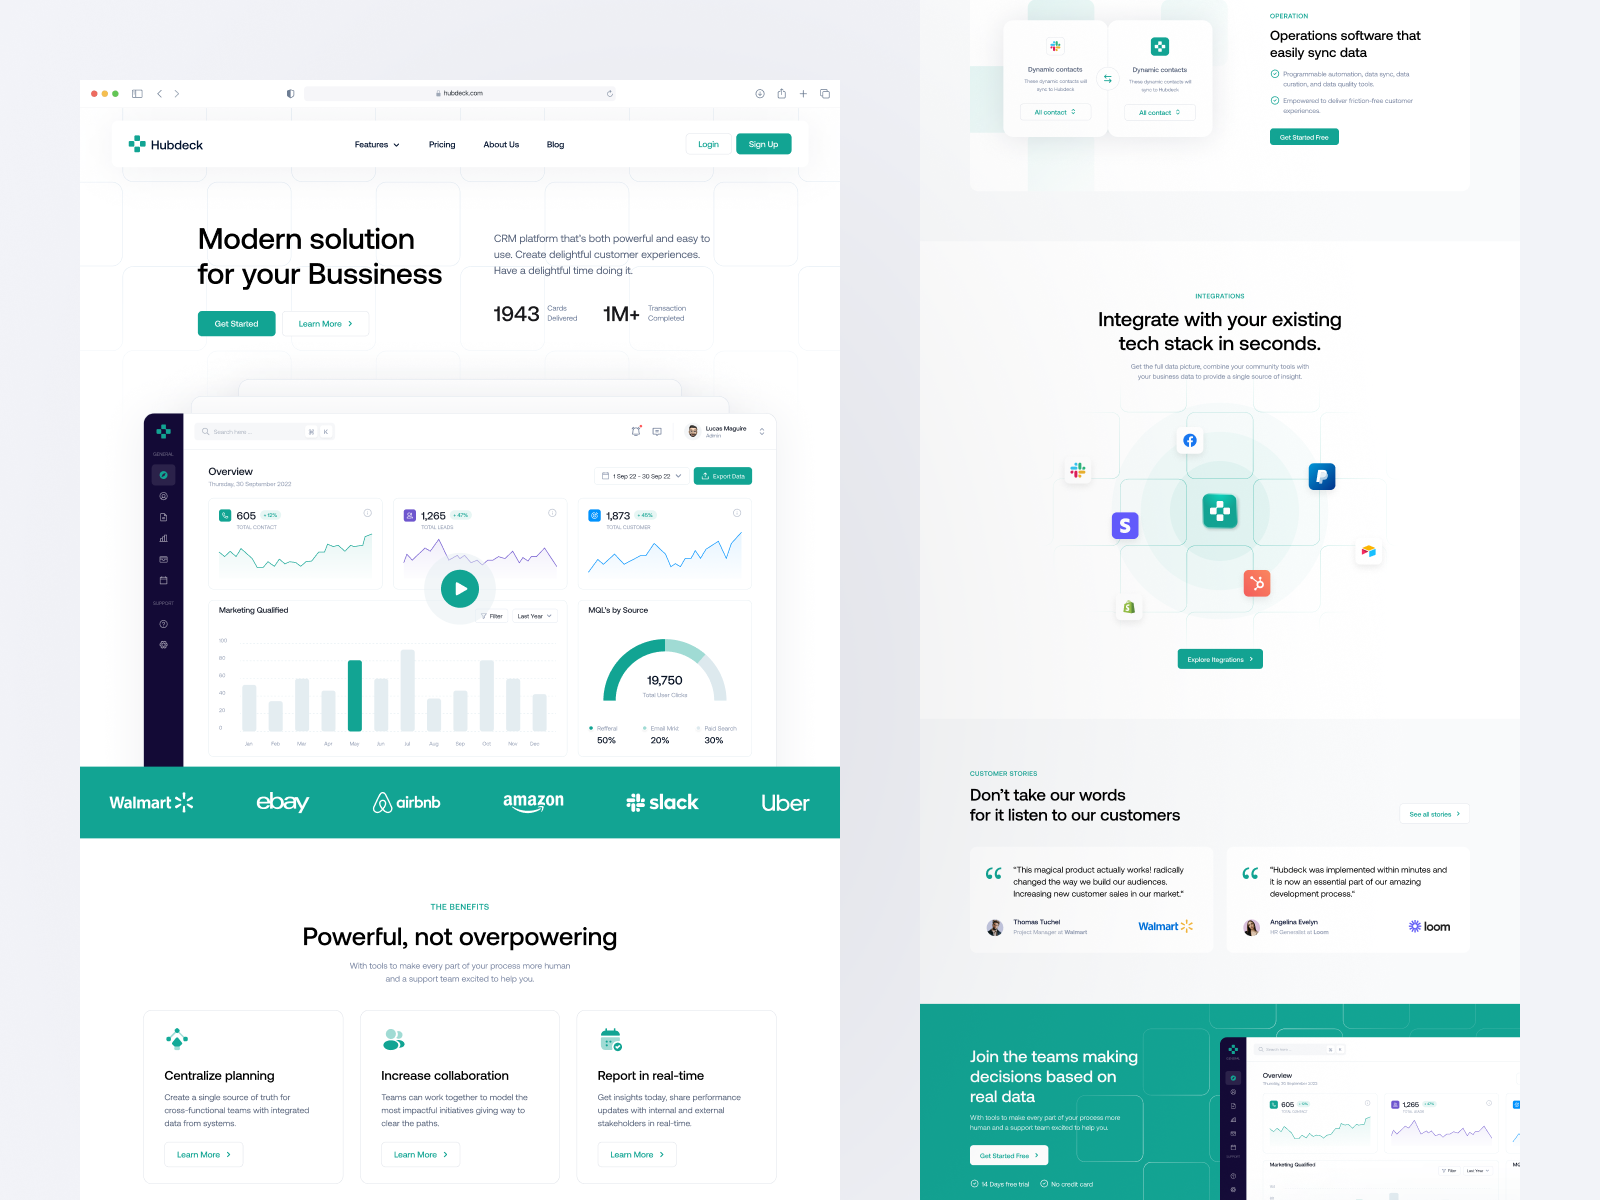 hubdeck.com
Hubdeck
Features
Pricing
About Us
Blog
Login
Sign Up
Modern solution
for your Bussiness
Get Started
Learn More
CRM platform that's both powerful and easy to
use. Create delightful customer experiences.
Have a delightful time doing it.
1943
Cards
Delivered
1M+
Transaction
Completed
Search here ...
⌘
K
Lucas Maguire
Admin
GENERAL
SUPPORT
Overview
Thursday, 30 September 2022
1 Sep 22 - 30 Sep 22
Export Data
605
+ 12%
TOTAL CONTACT
1,265
+ 47%
TOTAL LEADS
1,873
+ 45%
TOTAL CUSTOMER
Marketing Qualified
Filter
Last Year
100
80
60
40
20
0
Jan
Feb
Mar
Apr
May
Jun
Jul
Aug
Sep
Oct
Nov
Dec
MQL's by Source
19,750
Total User Clicks
Refferal
50%
Email Mrkt
20%
Paid Search
30%
Walmart
ebay
airbnb
amazon
slack
Uber
THE BENEFITS
Powerful, not overpowering
With tools to make every part of your process more human
and a support team excited to help you.
Centralize planning
Create a single source of truth for
cross-functional teams with integrated
data from systems.
Learn More
Increase collaboration
Teams can work together to model the
most impactful initiatives giving way to
clear the paths.
Learn More
Report in real-time
Get insights today, share performance
updates with internal and external
stakeholders in real-time.
Learn More
Dynamic contacts
These dynamic contacts will
sync to Hubdeck
All contact
Dynamic contacts
These dynamic contacts will
sync to Hubdeck
All contact
OPERATION
Operations software that
easily sync data
Programmable automation, data sync, data
curation, and data quality tools.
Empowered to deliver friction-free customer
experiences.
Get Started Free
INTEGRATIONS
Integrate with your existing
tech stack in seconds.
Get the full data picture, combine your community tools with
your business data to provide a single source of insight.
Explore Itegrations
CUSTOMER STORIES
Don't take our words
for it listen to our customers
See all stories
"This magical product actually works! radically
changed the way we build our audiences.
Increasing new customer sales in our market."
Thomas Tuchel
Project Manager at Walmart
Walmart
"Hubdeck was implemented within minutes and
it is now an essential part of our amazing
development process."
Angelina Evelyn
HR Generalist at Loom
loom
Join the teams making
decisions based on
real data
With tools to make every part of your process more
human and a support team excited to help you.
Get Started Free
14 Days free trial
No credit card
Overview
Thursday, 30 September 2022
605
+ 12%
TOTAL CONTACT
1,265
+ 47%
TOTAL LEADS
Marketing Qualified
Filter
Last Year